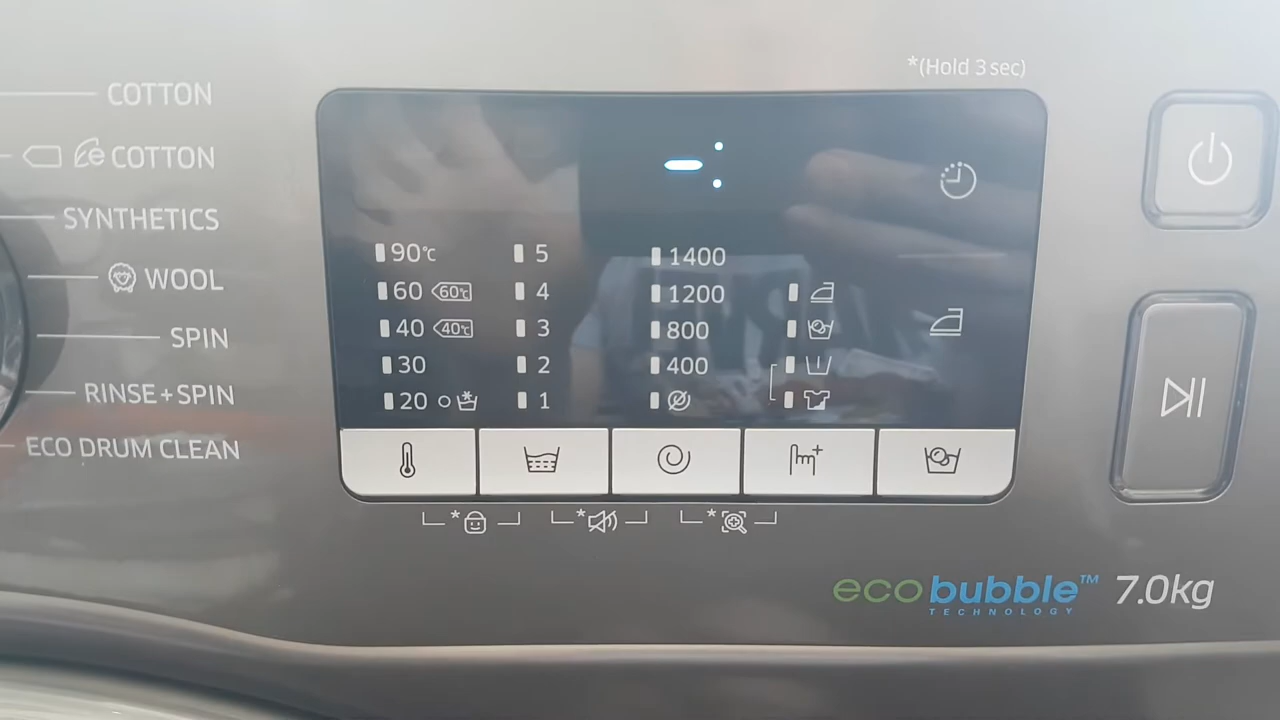 *(Hold 3 sec)
COTTON
e COTTON
SYNTHETICS
WOOL
SPIN
RINSE+SPIN
ECO DRUM CLEAN
90℃ 5 1400
60 60℃ 4 1200
40 40℃ 3 800
30 2 400
20 1
* * *
ecobubble™ 7.0kg
TECHNOLOGY